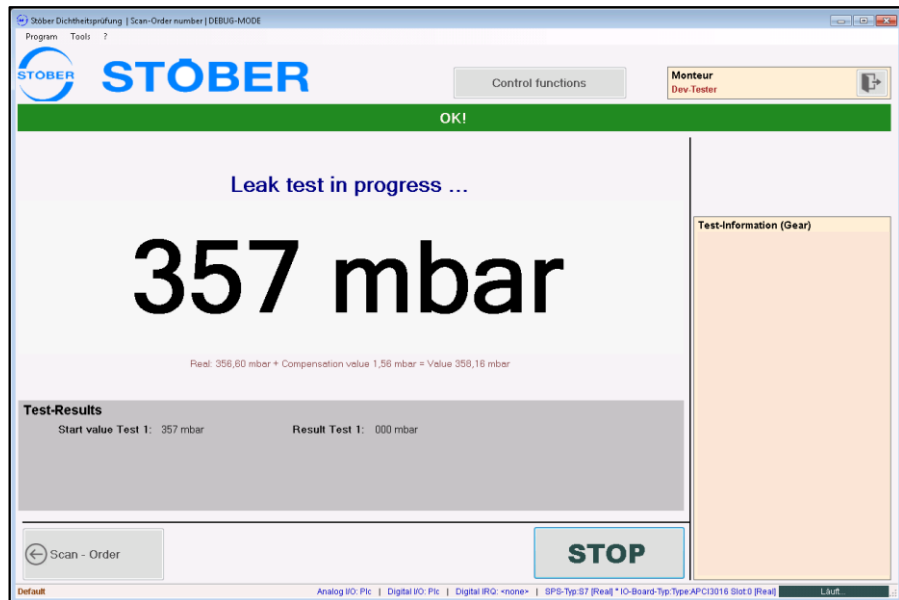 Stöber Dichtheitsprüfung | Scan-Order number | DEBUG-MODE
Program Tools ?
STÖBER STÖBER
Control functions
Monteur
Dev-Tester
OK!
Leak test in progress ...
357 mbar
Real: 356,60 mbar + Compensation value 1,56 mbar = Value 358,16 mbar
Test-Information (Gear)
Test-Results
Start value Test 1: 357 mbar Result Test 1: 000 mbar
Scan - Order
STOP
Default Analog I/O: Plc | Digital I/O: Plc | Digital IRQ: <none> | SPS-Typ:S7 [Real] * IO-Board-Typ:Type:APCI3016 Slot:0 [Real] Läuft...